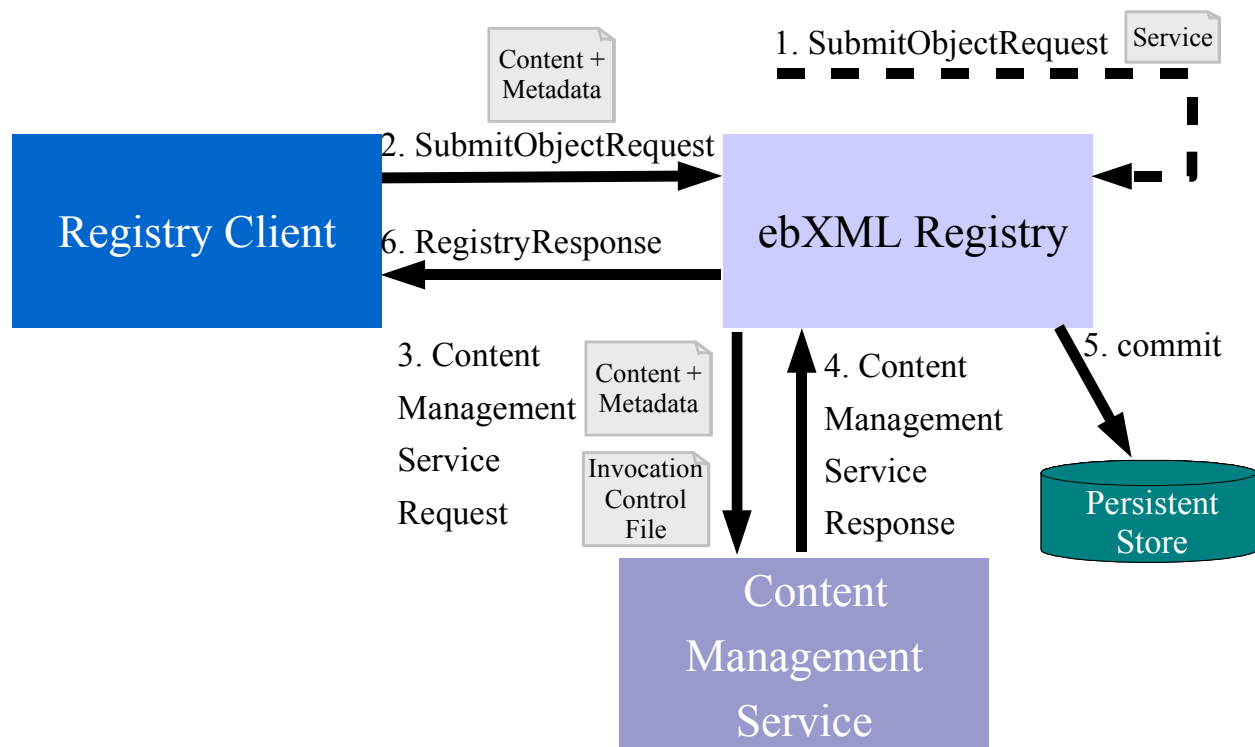 1. SubmitObjectRequest
Service
Content +
Metadata
2. SubmitObjectRequest
Registry Client
ebXML Registry
6. RegistryResponse
3. Content
Management
Service
Request
Content +
Metadata
Invocation
Control
File
4. Content
Management
Service
Response
5. commit
Persistent
Store
Content
Management
Service